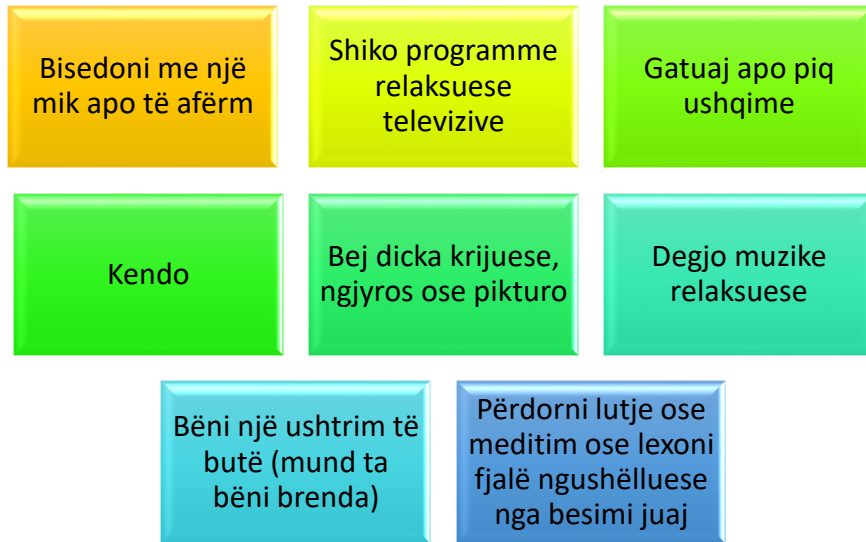 Bisedoni me një
mik apo të afërm
Shiko programme
relaksuese
televizive
Gatuaj apo piq
ushqime
Kendo
Bej dicka krijuese,
ngjyros ose pikturo
Degjo muzike
relaksuese
Bëni një ushtrim të
butë (mund ta
bëni brenda)
Përdorni lutje ose
meditim ose lexoni
fjalë ngushëlluese
nga besimi juaj